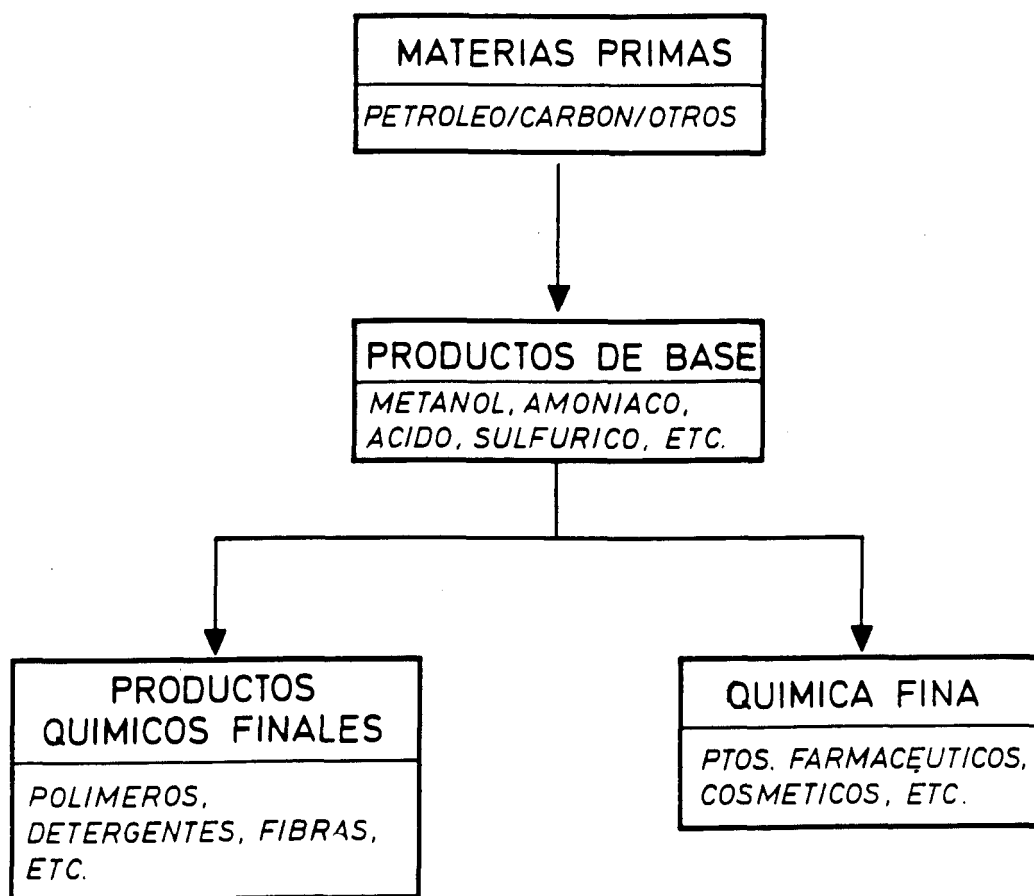 MATERIAS PRIMAS
PETROLEO/CARBON/OTROS
PRODUCTOS DE BASE
METANOL, AMONIACO,
ACIDO, SULFURICO, ETC.
PRODUCTOS
QUIMICOS FINALES
POLIMEROS,
DETERGENTES, FIBRAS,
ETC.
QUIMICA FINA
PTOS. FARMACEUTICOS,
COSMETICOS, ETC.